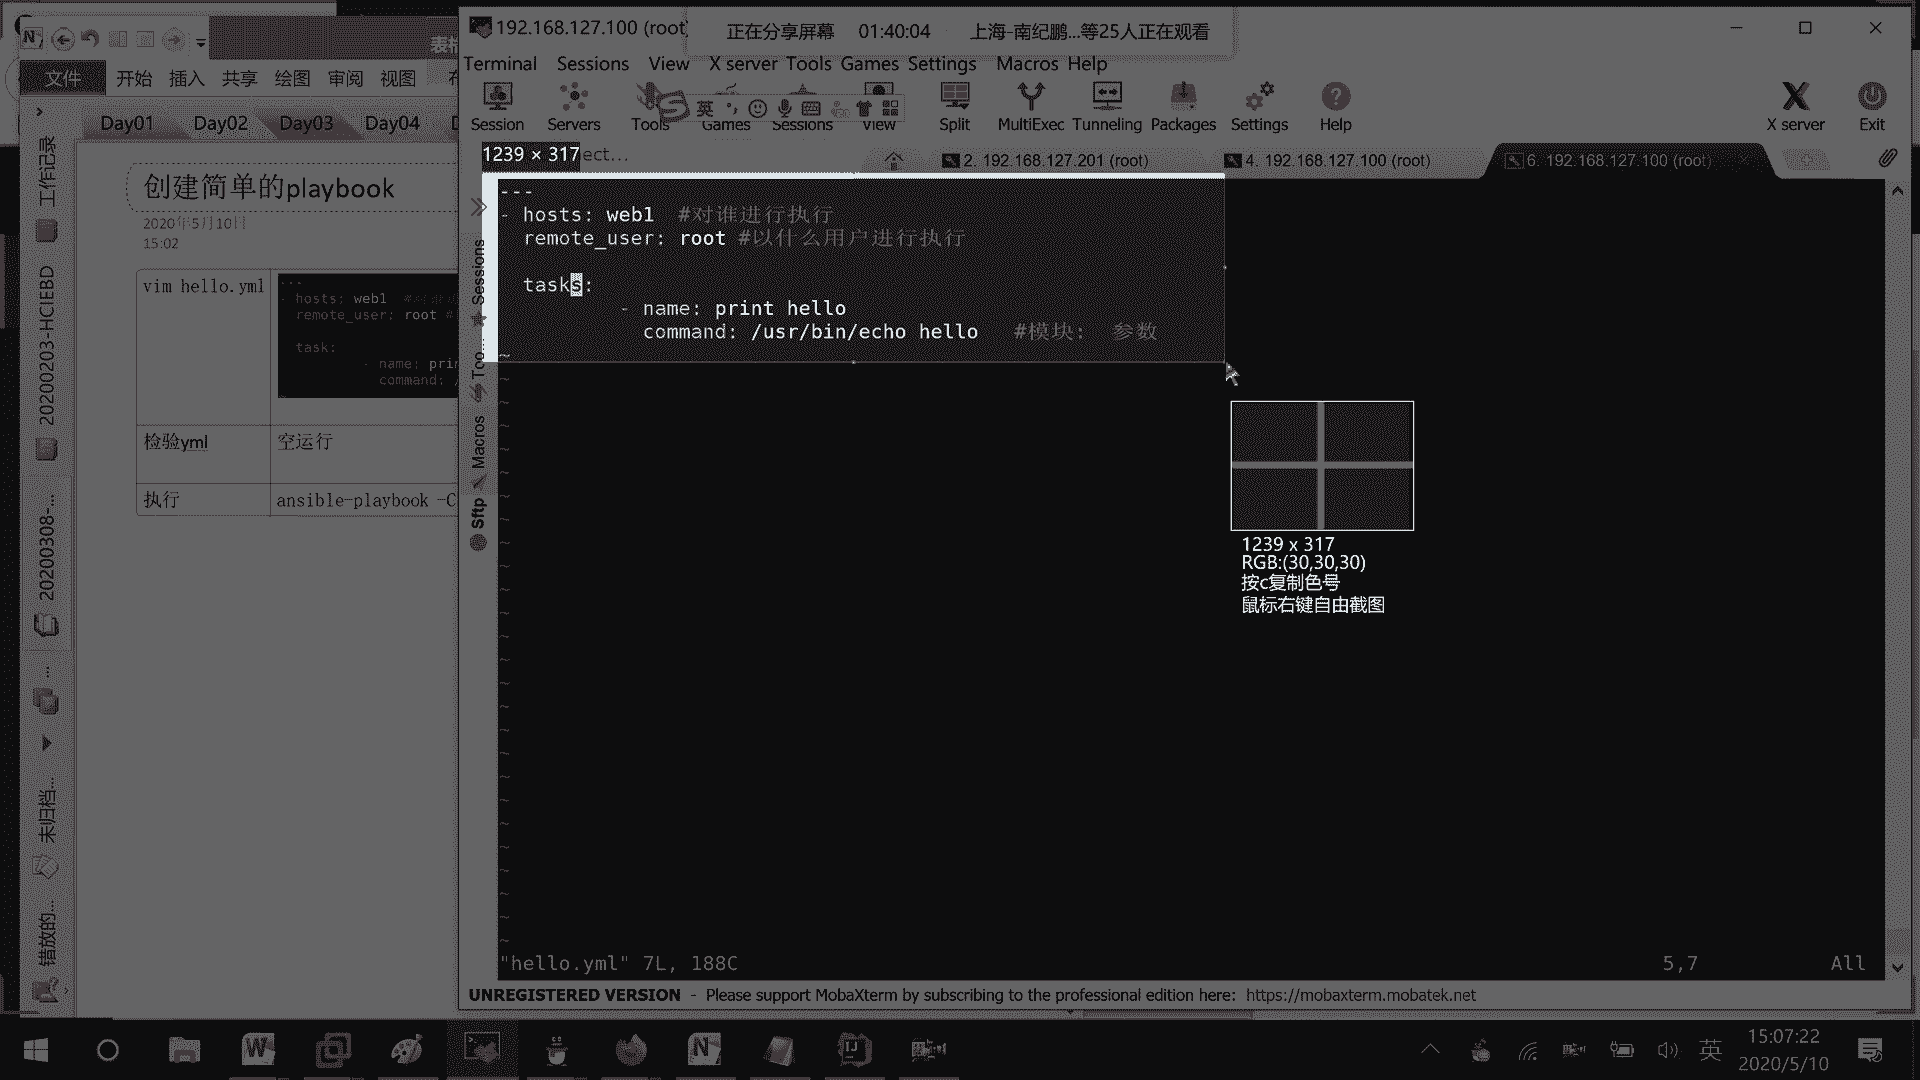 192.168.127.100 (root)
正在分享屏幕 01:40:04 上海-南纪鹏...等25人正在观看
文件 开始 插入 共享 绘图 审阅 视图
Terminal Sessions View X server Tools Games Settings Macros Help
英
Session Servers Tools Games Sessions View Split MultiExec Tunneling Packages Settings Help X server Exit
Day01 Day02 Day03 Day04
1239 × 317
ect...
2. 192.168.127.201 (root) 4. 192.168.127.100 (root) 6. 192.168.127.100 (root)
工作记录
20200203-HCIEBD
20200308-...
...
未归档...
错放的...
创建简单的playbook
2020年5月10日
15:02
vim hello.yml
---
- hosts: web1
remote_user: root #
task:
- name: prin
command: /
检验yml 空运行
执行 ansible-playbook -C
Sessions
Too...
Macros
Sftp
---
- hosts: web1 #对谁进行执行
remote_user: root #以什么用户进行执行
tasks:
- name: print hello
command: /usr/bin/echo hello #模块: 参数
~
1239 x 317
RGB:(30,30,30)
按c复制色号
鼠标右键自由截图
"hello.yml" 7L, 188C 5,7 All
UNREGISTERED VERSION - Please support MobaXterm by subscribing to the professional edition here: https://mobaxterm.mobatek.net
英
15:07:22
2020/5/10